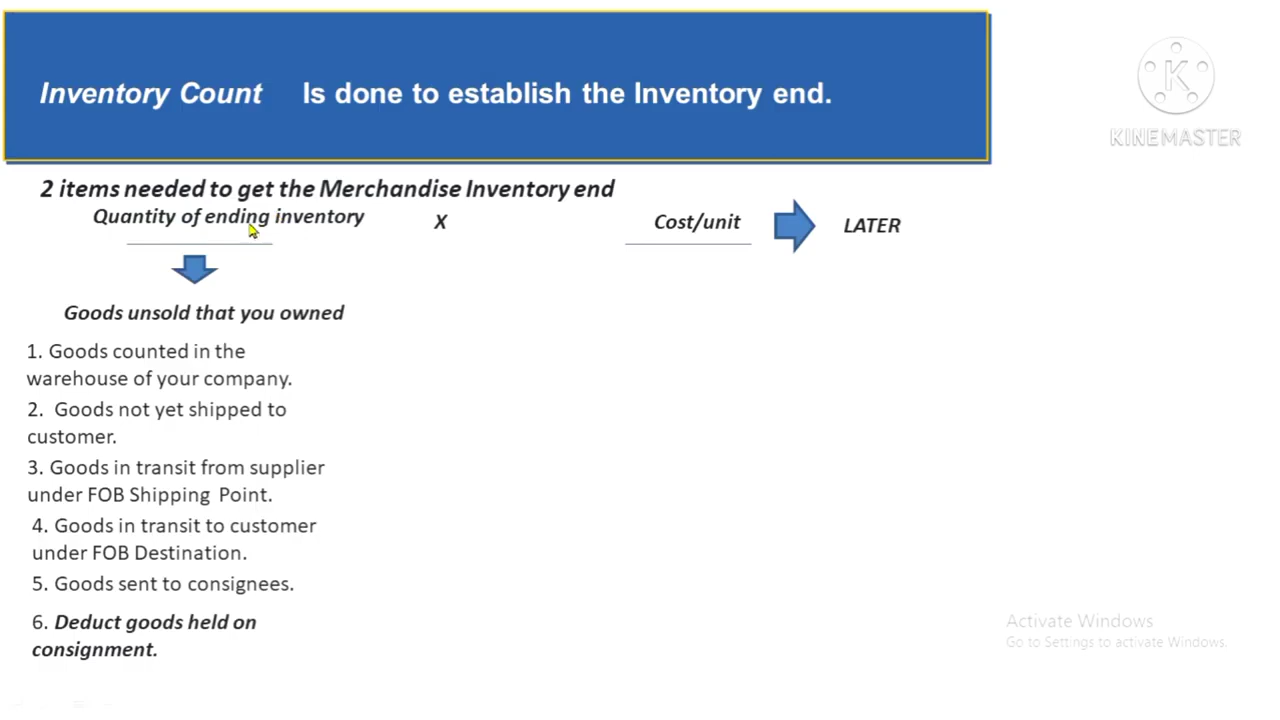 Inventory Count Is done to establish the Inventory end.
K
KINEMASTER
2 items needed to get the Merchandise Inventory end
Quantity of ending inventory X Cost/unit LATER
Goods unsold that you owned
1. Goods counted in the
warehouse of your company.
2. Goods not yet shipped to
customer.
3. Goods in transit from supplier
under FOB Shipping Point.
4. Goods in transit to customer
under FOB Destination.
5. Goods sent to consignees.
6. Deduct goods held on
consignment.
Activate Windows
Go to Settings to activate Windows.